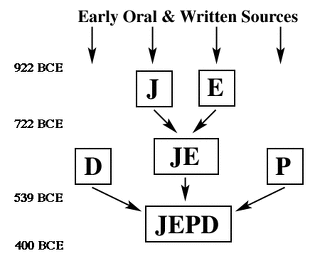 Early Oral & Written Sources
922 BCE
J E
722 BCE
JE
D P
539 BCE
JEPD
400 BCE